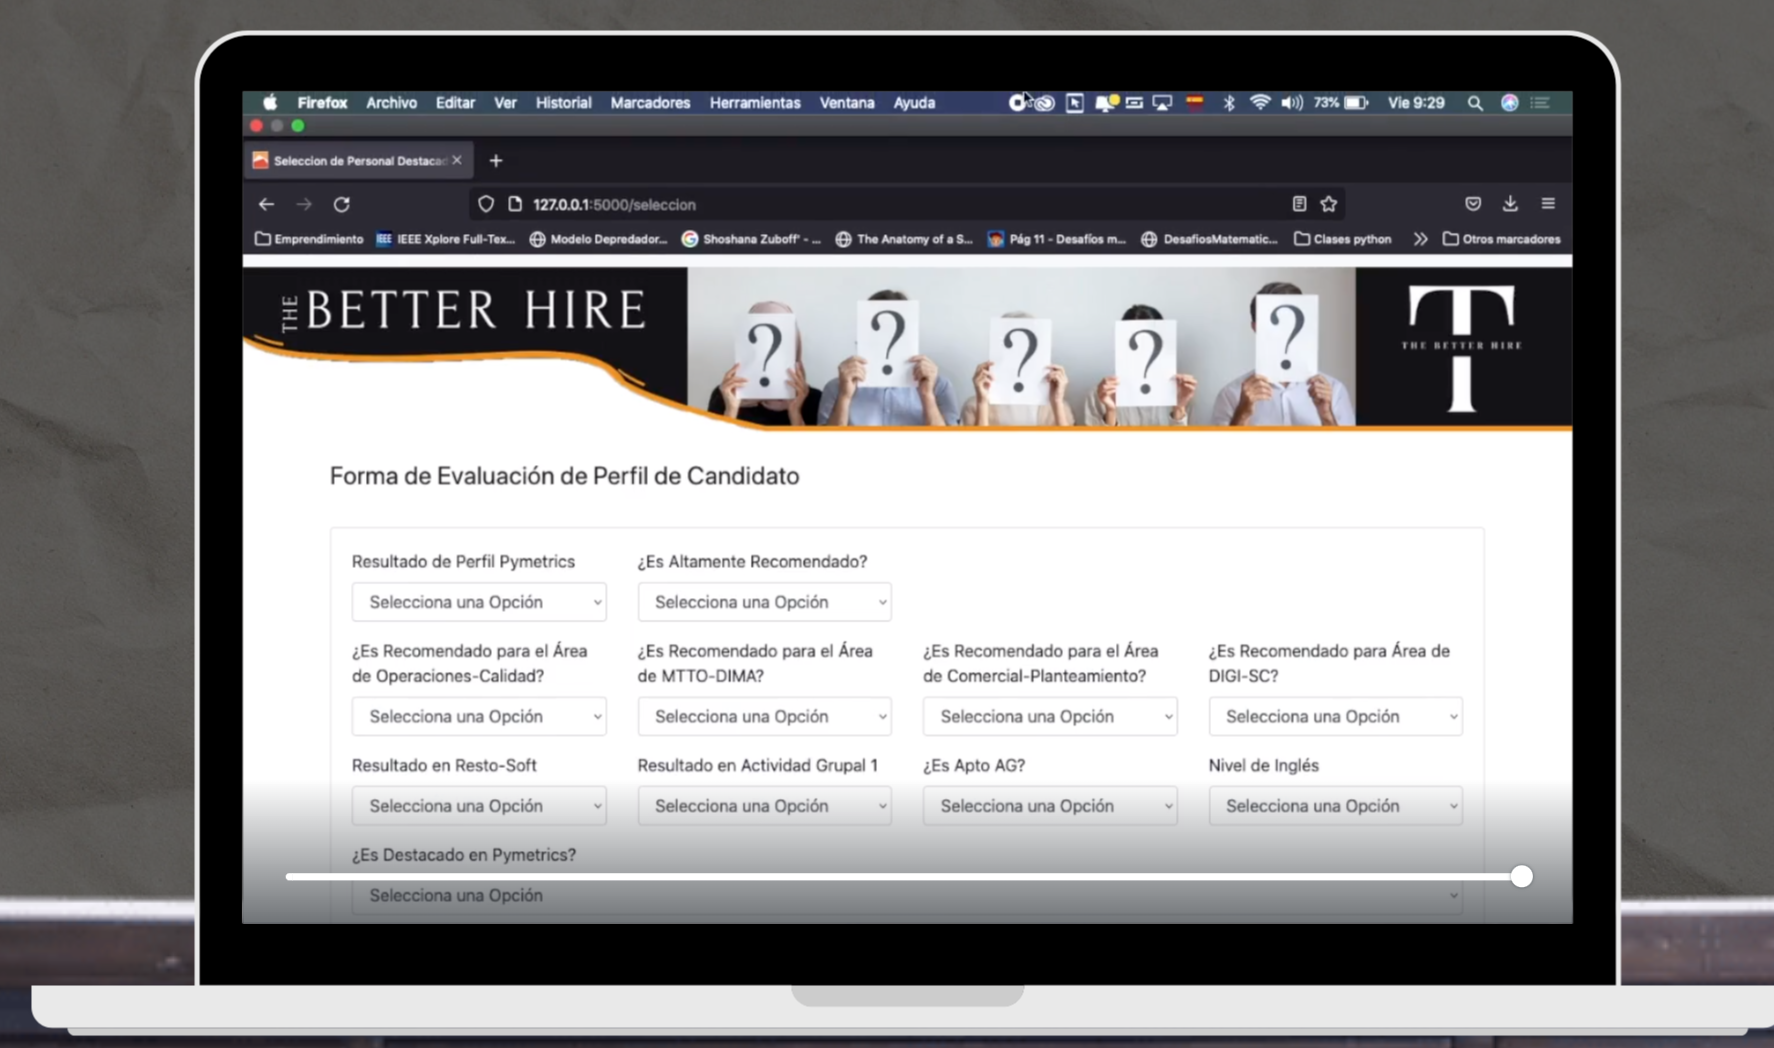 Firefox Archivo Editar Ver Historial Marcadores Herramientas Ventana Ayuda 73% Vie 9:29
Seleccion de Personal Destacad
127.0.0.1:5000/seleccion
Emprendimiento IEEE IEEE Xplore Full-Tex... Modelo Depredador... G Shoshana Zuboff" - ... The Anatomy of a S... Pág 11 - Desafíos m... DesafiosMatematic... Clases python Otros marcadores
THE BETTER HIRE
? ? ? ? ?
T
THE BETTER HIRE
Forma de Evaluación de Perfil de Candidato
Resultado de Perfil Pymetrics ¿Es Altamente Recomendado?
Selecciona una Opción Selecciona una Opción
¿Es Recomendado para el Área ¿Es Recomendado para el Área ¿Es Recomendado para el Área ¿Es Recomendado para Área de
de Operaciones-Calidad? de MTTO-DIMA? de Comercial-Planteamiento? DIGI-SC?
Selecciona una Opción Selecciona una Opción Selecciona una Opción Selecciona una Opción
Resultado en Resto-Soft Resultado en Actividad Grupal 1 ¿Es Apto AG? Nivel de Inglés
Selecciona una Opción Selecciona una Opción Selecciona una Opción Selecciona una Opción
¿Es Destacado en Pymetrics?
Selecciona una Opción